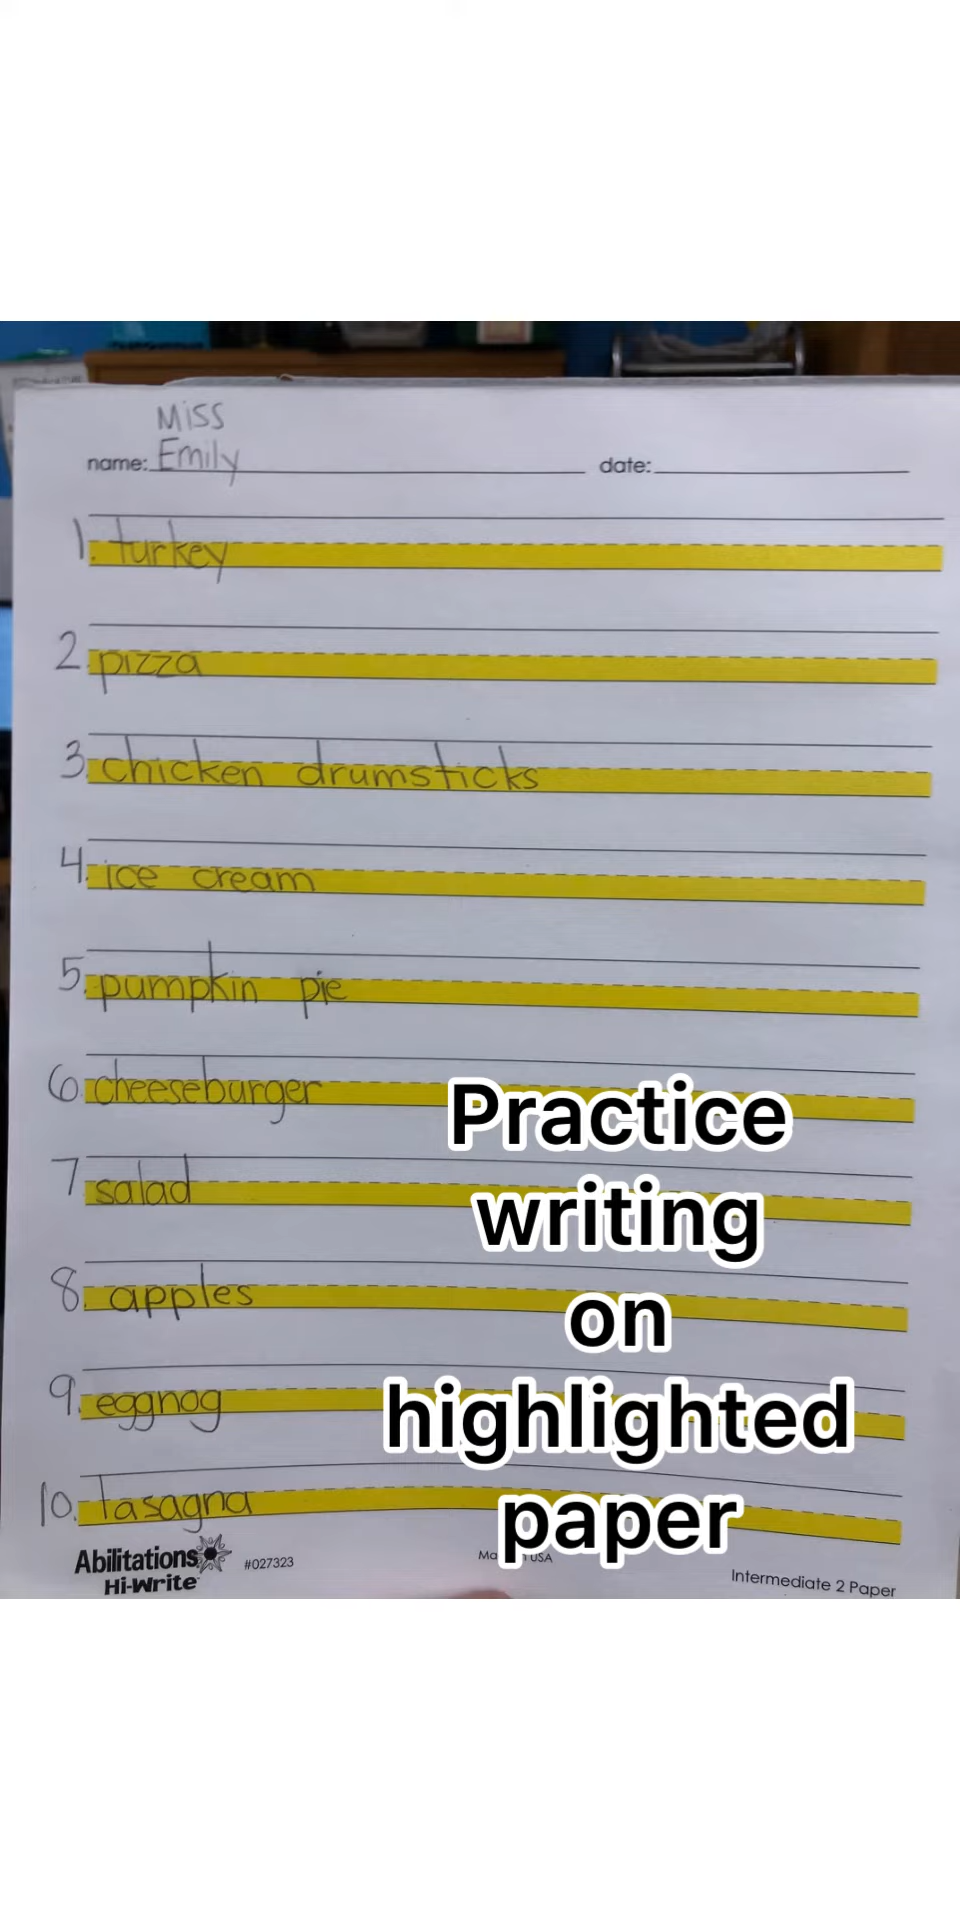 Miss
name: Emily date:
1. turkey
2. pizza
3. chicken drumsticks
4. ice cream
5. pumpkin pie
6. cheeseburger
7. salad
8. apples
9. eggnog
10. lasagna
Practice
writing
on
highlighted
paper
Abilitations
Hi-Write
#027323
USA
Intermediate 2 Paper